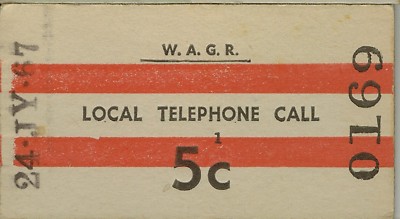 W. A. G. R.
LOCAL TELEPHONE CALL
1
5c
24·JY·67
0169